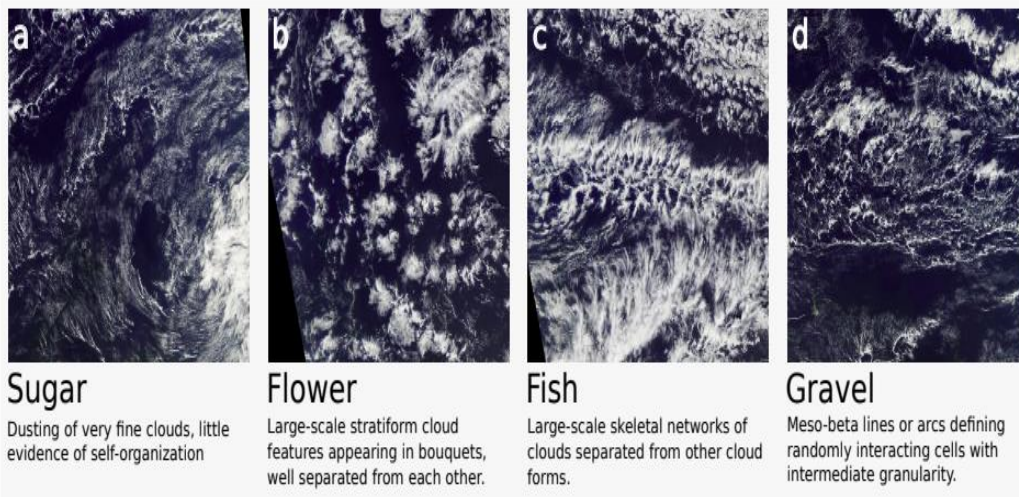 a
b
c
d
Sugar
Dusting of very fine clouds, little
evidence of self-organization
Flower
Large-scale stratiform cloud
features appearing in bouquets,
well separated from each other.
Fish
Large-scale skeletal networks of
clouds separated from other cloud
forms.
Gravel
Meso-beta lines or arcs defining
randomly interacting cells with
intermediate granularity.